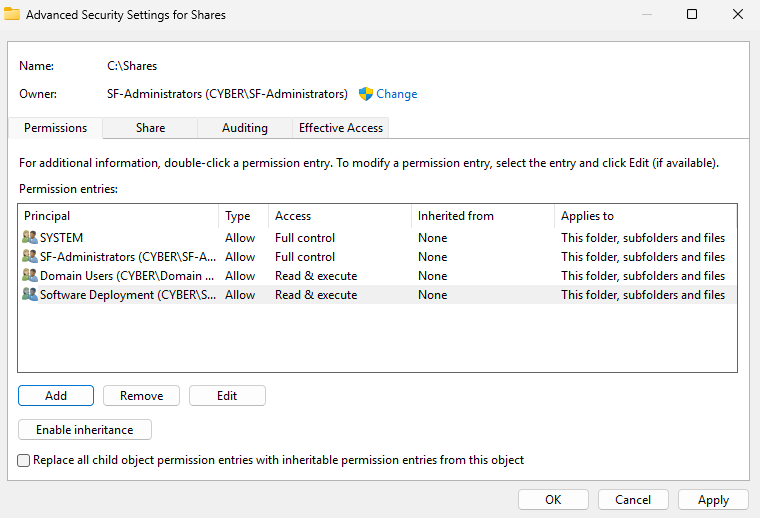 Advanced Security Settings for Shares
Name: C:\Shares
Owner: SF-Administrators (CYBER\SF-Administrators) Change
Permissions Share Auditing Effective Access
For additional information, double-click a permission entry. To modify a permission entry, select the entry and click Edit (if available).
Permission entries:
Principal Type Access Inherited from Applies to
SYSTEM Allow Full control None This folder, subfolders and files
SF-Administrators (CYBER\SF-A... Allow Full control None This folder, subfolders and files
Domain Users (CYBER\Domain ... Allow Read & execute None This folder, subfolders and files
Software Deployment (CYBER\S... Allow Read & execute None This folder, subfolders and files
Add Remove Edit
Enable inheritance
Replace all child object permission entries with inheritable permission entries from this object
OK Cancel Apply